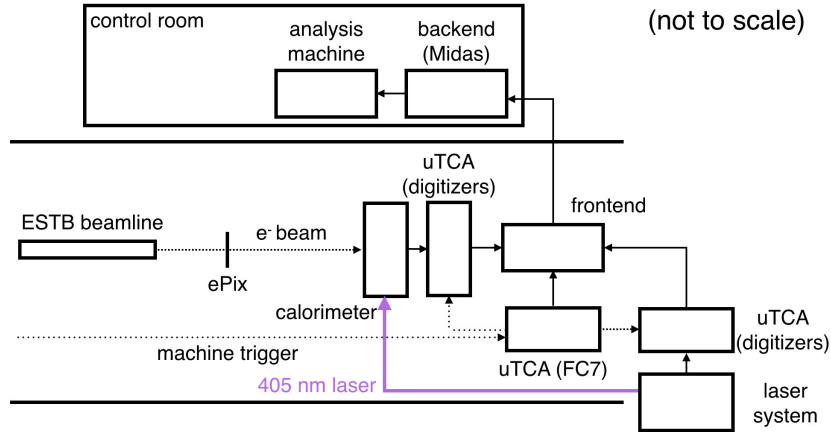 control room
(not to scale)
analysis
machine
backend
(Midas)
uTCA
(digitizers)
frontend
ESTB beamline
e- beam
ePix
calorimeter
machine trigger
uTCA (FC7)
uTCA
(digitizers)
405 nm laser
laser
system